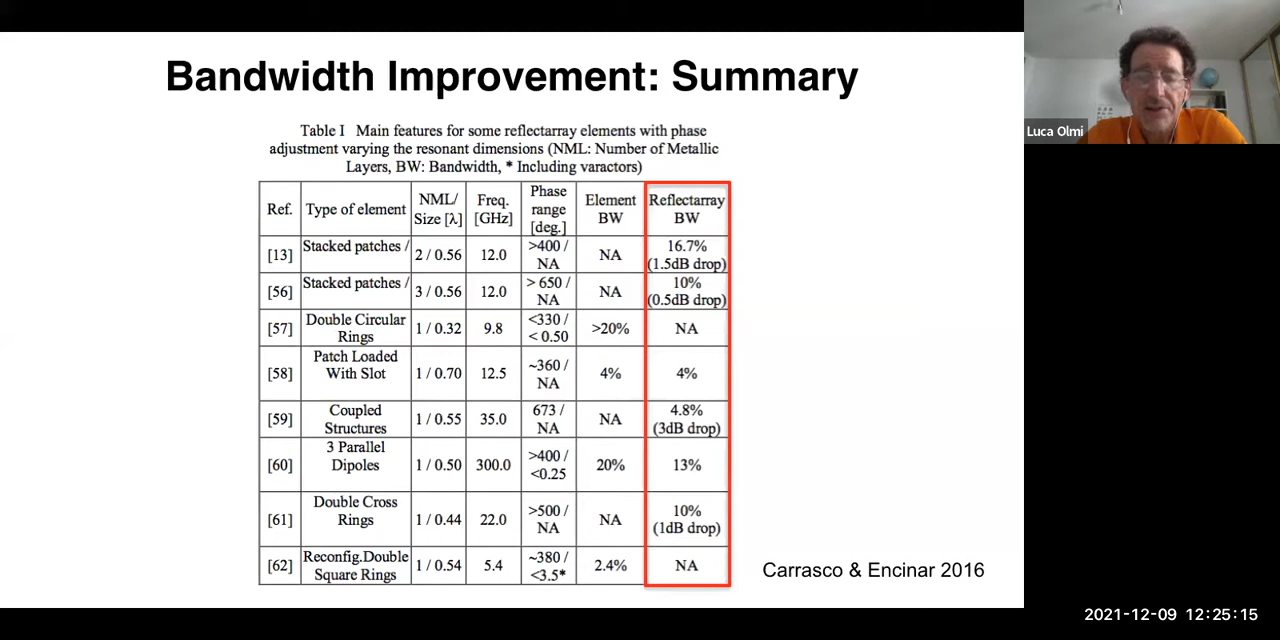 Bandwidth Improvement: Summary
Table I Main features for some reflectarray elements with phase
adjustment varying the resonant dimensions (NML: Number of Metallic
Layers, BW: Bandwidth, * Including varactors)
Ref. Type of element NML/ Size [λ] Freq. [GHz] Phase range [deg.] Element BW Reflectarray BW
[13] Stacked patches / 2 / 0.56 12.0 >400 / NA NA 16.7% (1.5dB drop)
[56] Stacked patches / 3 / 0.56 12.0 > 650 / NA NA 10% (0.5dB drop)
[57] Double Circular Rings 1 / 0.32 9.8 <330 / < 0.50 >20% NA
[58] Patch Loaded With Slot 1 / 0.70 12.5 ~360 / NA 4% 4%
[59] Coupled Structures 1 / 0.55 35.0 673 / NA NA 4.8% (3dB drop)
[60] 3 Parallel Dipoles 1 / 0.50 300.0 >400 / <0.25 20% 13%
[61] Double Cross Rings 1 / 0.44 22.0 >500 / NA NA 10% (1dB drop)
[62] Reconfig.Double Square Rings 1 / 0.54 5.4 ~380 / <3.5* 2.4% NA
Carrasco & Encinar 2016
Luca Olmi
2021-12-09 12:25:15